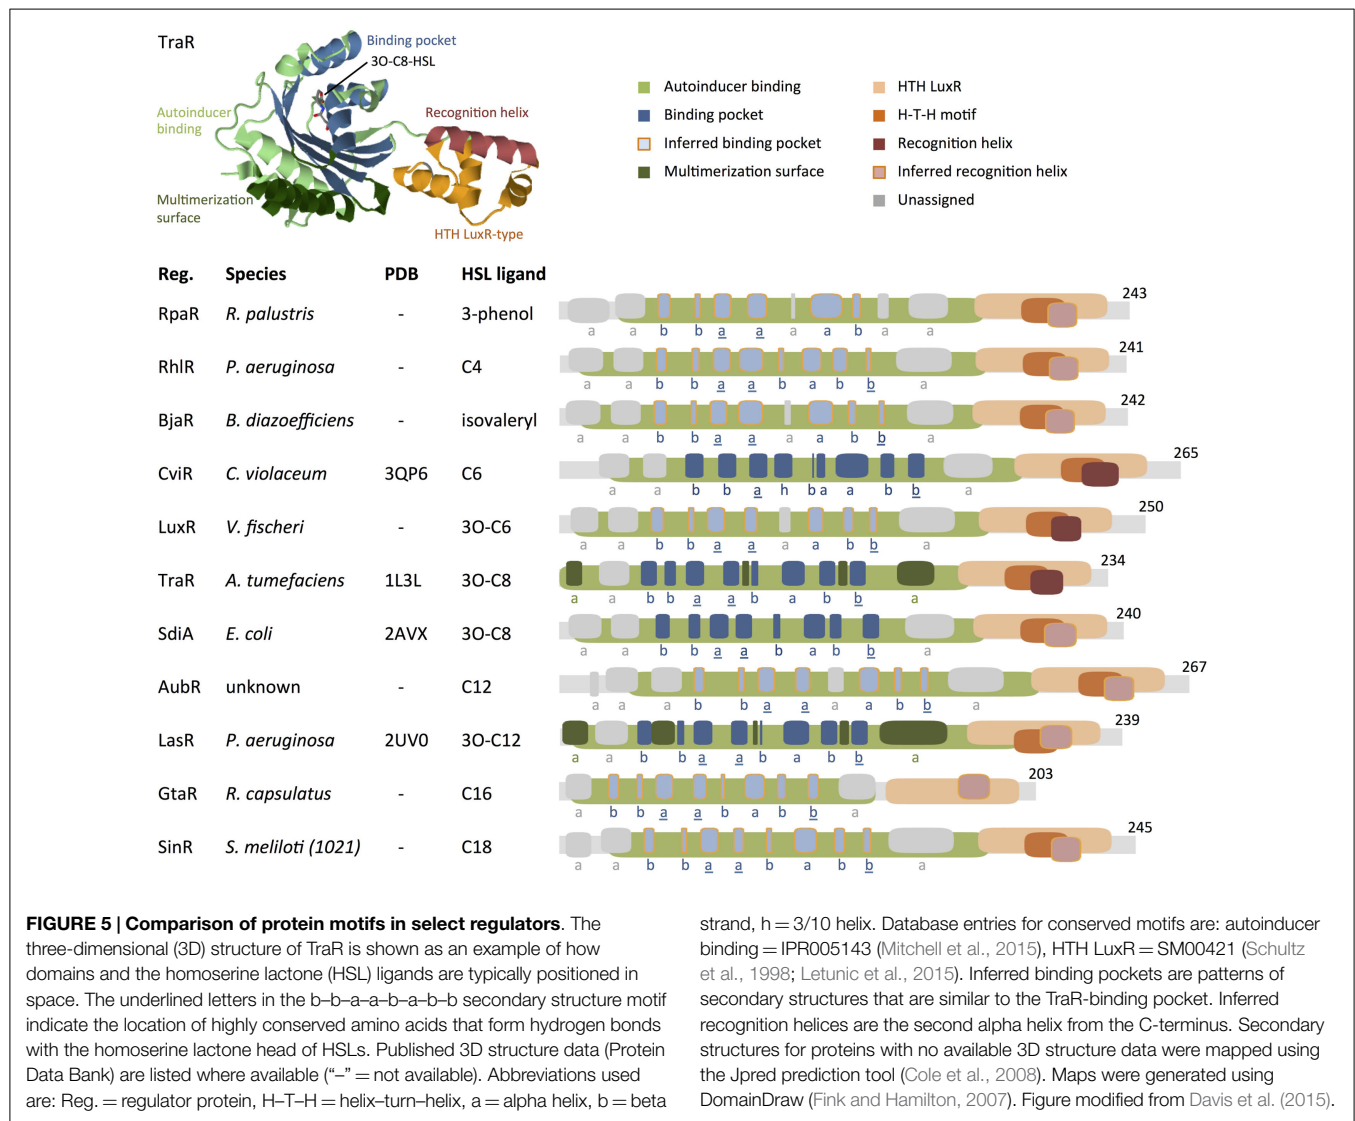 TraR
Binding pocket
3O-C8-HSL
Autoinducer
binding
Recognition helix
Multimerization
surface
HTH LuxR-type
Autoinducer binding
Binding pocket
Inferred binding pocket
Multimerization surface
HTH LuxR
H-T-H motif
Recognition helix
Inferred recognition helix
Unassigned
Reg. Species PDB HSL ligand
RpaR R. palustris - 3-phenol 243
a a b b a a a a b a a
RhlR P. aeruginosa - C4 241
a a b b a a b a b b a
BjaR B. diazoefficiens - isovaleryl 242
a a b b a a a a b b a
CviR C. violaceum 3QP6 C6 265
a a b b a h b a a b b a
LuxR V. fischeri - 3O-C6 250
a a b b a a a a b b a
TraR A. tumefaciens 1L3L 3O-C8 234
a a b b a a b a b b a
SdiA E. coli 2AVX 3O-C8 240
a a b b a a b a b b a
AubR unknown - C12 267
a a a b b a a a a b b a
LasR P. aeruginosa 2UV0 3O-C12 239
a a b b a a b a b b a
GtaR R. capsulatus - C16 203
a b b a a b a b b a
SinR S. meliloti (1021) - C18 245
a a b b a a b a b b a
FIGURE 5 | Comparison of protein motifs in select regulators. The
three-dimensional (3D) structure of TraR is shown as an example of how
domains and the homoserine lactone (HSL) ligands are typically positioned in
space. The underlined letters in the b–b–a–a–b–a–b–b secondary structure motif
indicate the location of highly conserved amino acids that form hydrogen bonds
with the homoserine lactone head of HSLs. Published 3D structure data (Protein
Data Bank) are listed where available (“–” = not available). Abbreviations used
are: Reg. = regulator protein, H–T–H = helix–turn–helix, a = alpha helix, b = beta
strand, h = 3/10 helix. Database entries for conserved motifs are: autoinducer
binding = IPR005143 (Mitchell et al., 2015), HTH LuxR = SM00421 (Schultz
et al., 1998; Letunic et al., 2015). Inferred binding pockets are patterns of
secondary structures that are similar to the TraR-binding pocket. Inferred
recognition helices are the second alpha helix from the C-terminus. Secondary
structures for proteins with no available 3D structure data were mapped using
the Jpred prediction tool (Cole et al., 2008). Maps were generated using
DomainDraw (Fink and Hamilton, 2007). Figure modified from Davis et al. (2015).